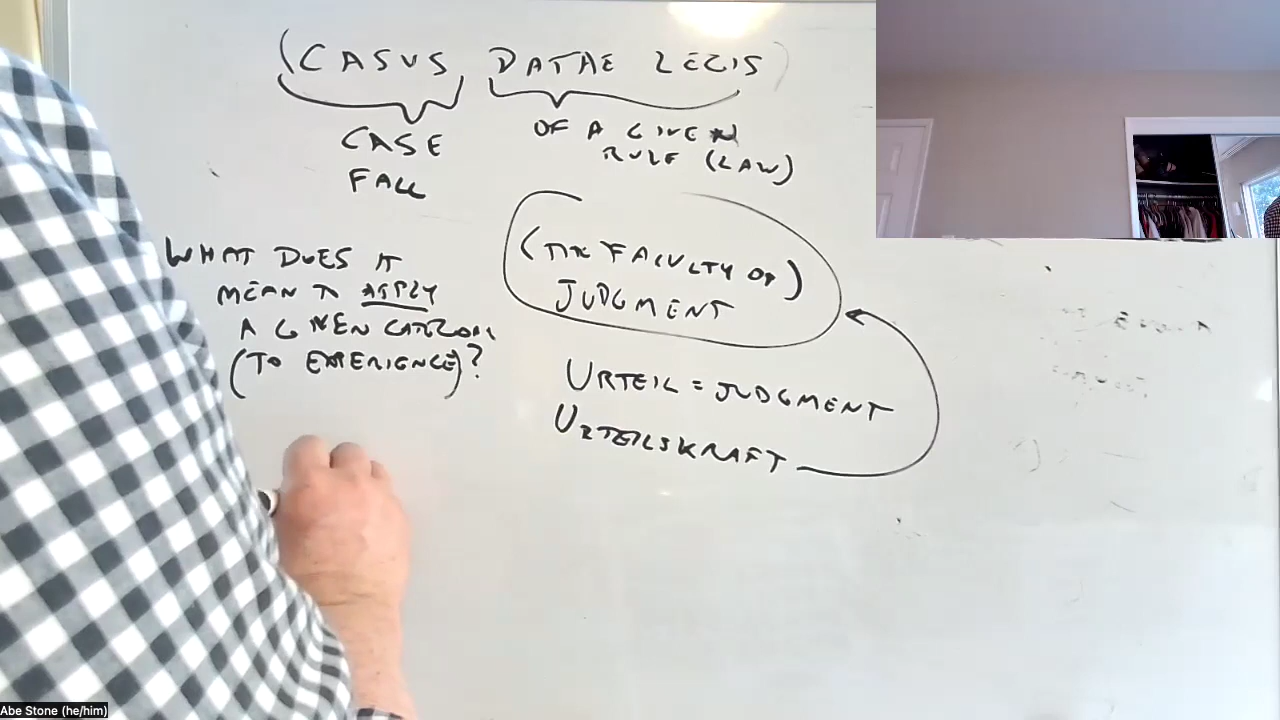 (CASUS DATAE LEGIS)
CASE
FALL
OF A GIVEN
RULE (LAW)
WHAT DOES IT
MEAN TO APPLY
A GIVEN CATEGORY
(TO EXPERIENCE)?
(THE FACULTY OF)
JUDGMENT
URTEIL = JUDGMENT
URTEILSKRAFT
Abe Stone (he/him)